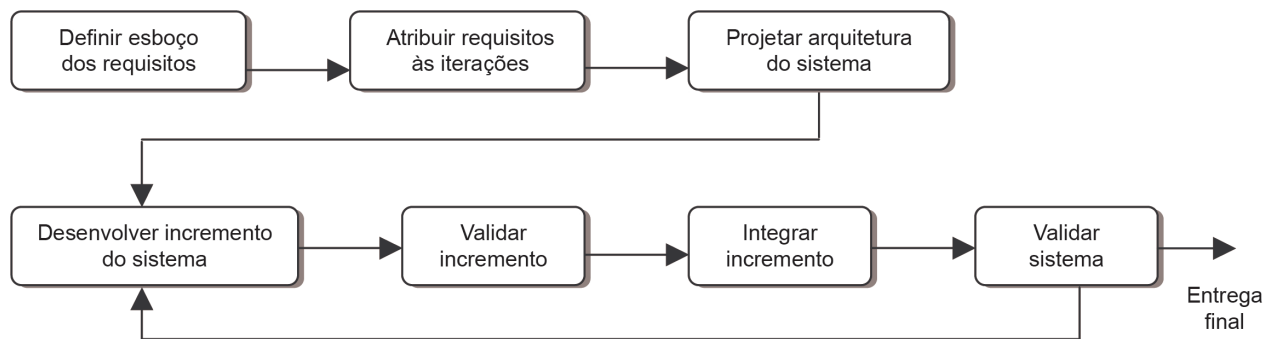 Definir esboço
dos requisitos
Atribuir requisitos
às iterações
Projetar arquitetura
do sistema
Desenvolver incremento
do sistema
Validar
incremento
Integrar
incremento
Validar
sistema
Entrega
final